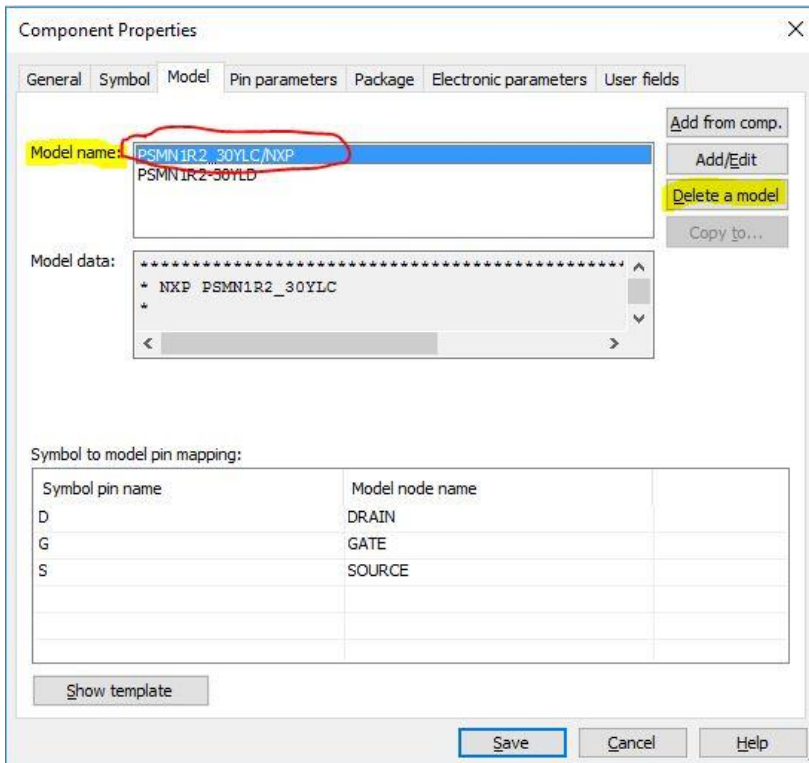 Component Properties
General Symbol Model Pin parameters Package Electronic parameters User fields
Add from comp.
Model name: PSMN1R2_30YLC/NXP
Add/Edit
PSMN1R2-30YLD
Delete a model
Copy to...
Model data: **************************************************
* NXP PSMN1R2_30YLC
*
Symbol to model pin mapping:
Symbol pin name Model node name
D DRAIN
G GATE
S SOURCE
Show template
Save Cancel Help